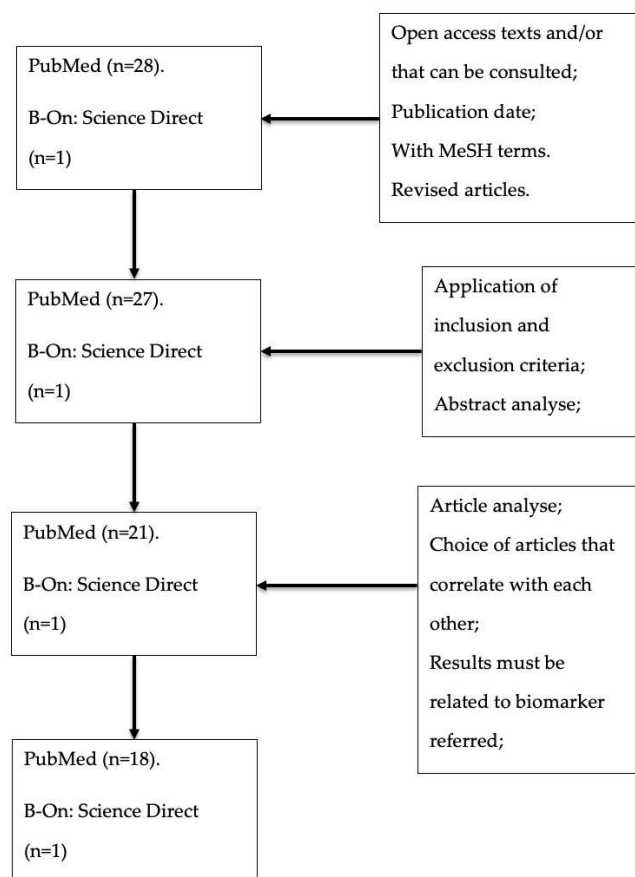 PubMed (n=28).
B-On: Science Direct
(n=1)
Open access texts and/or
that can be consulted;
Publication date;
With MeSH terms.
Revised articles.
PubMed (n=27).
B-On: Science Direct
(n=1)
Application of
inclusion and
exclusion criteria;
Abstract analyse;
PubMed (n=21).
B-On: Science Direct
(n=1)
Article analyse;
Choice of articles that
correlate with each
other;
Results must be
related to biomarker
referred;
PubMed (n=18).
B-On: Science Direct
(n=1)